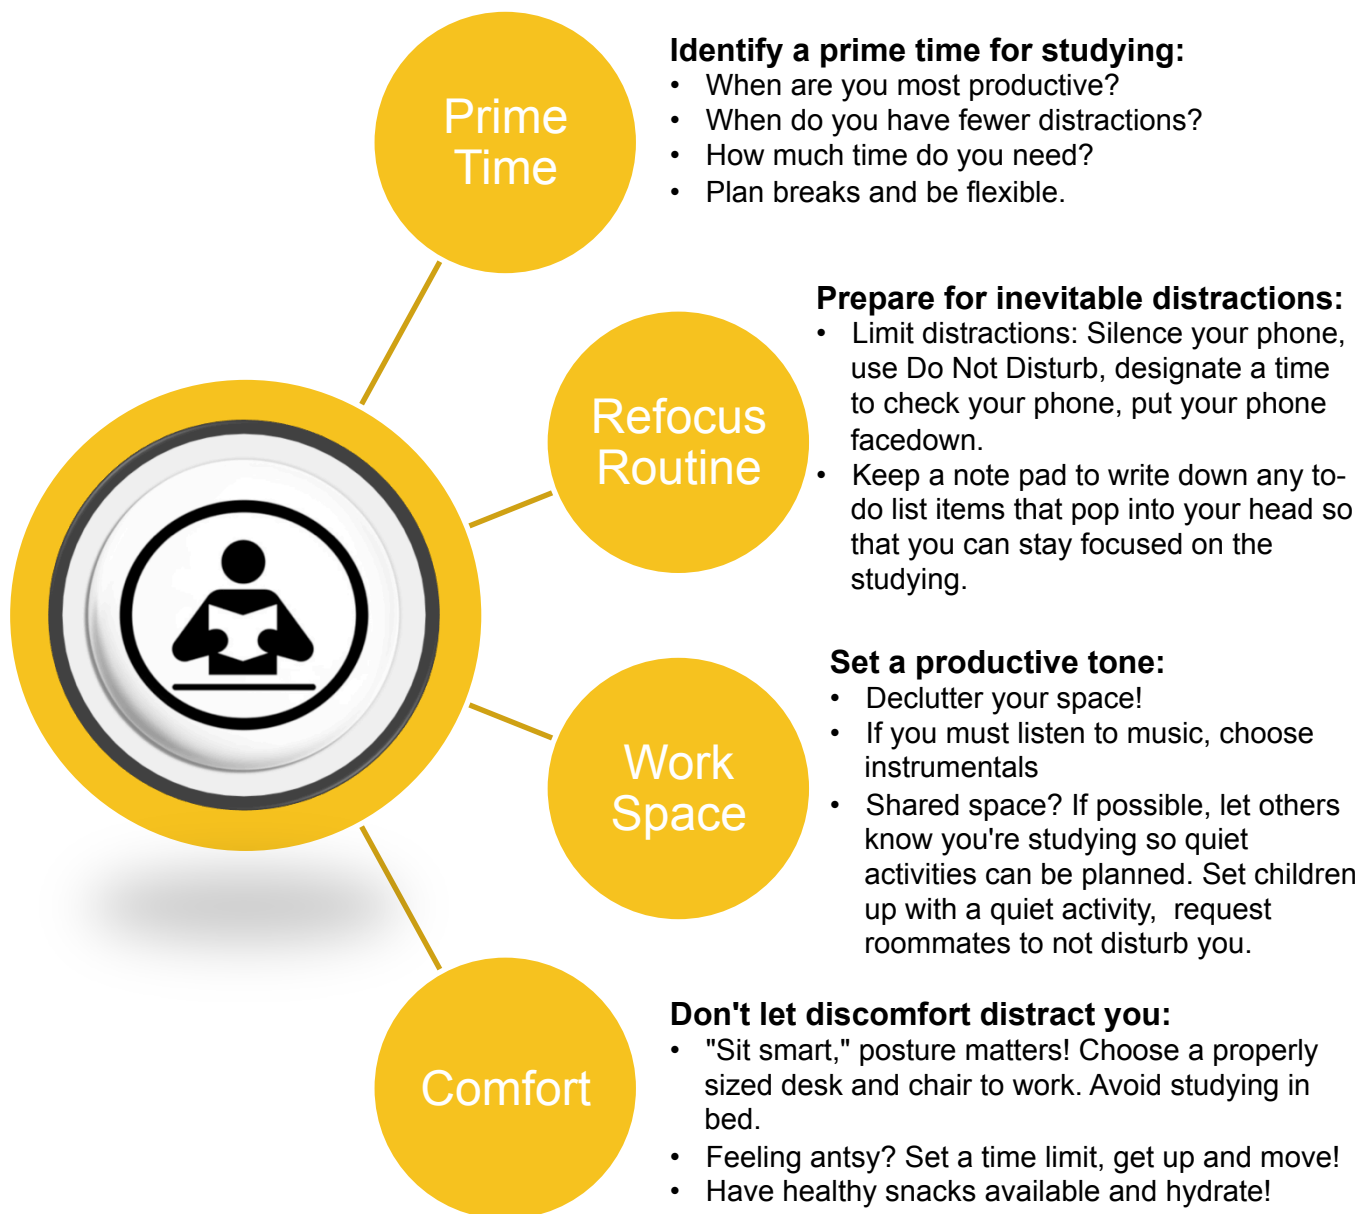 Prime
Time
Identify a prime time for studying:
• When are you most productive?
• When do you have fewer distractions?
• How much time do you need?
• Plan breaks and be flexible.
Refocus
Routine
Prepare for inevitable distractions:
• Limit distractions: Silence your phone,
use Do Not Disturb, designate a time
to check your phone, put your phone
facedown.
• Keep a note pad to write down any to-
do list items that pop into your head so
that you can stay focused on the
studying.
Work
Space
Set a productive tone:
• Declutter your space!
• If you must listen to music, choose
instrumentals
• Shared space? If possible, let others
know you're studying so quiet
activities can be planned. Set children
up with a quiet activity,  request
roommates to not disturb you.
Comfort
Don't let discomfort distract you:
• "Sit smart," posture matters! Choose a properly
sized desk and chair to work. Avoid studying in
bed.
• Feeling antsy? Set a time limit, get up and move!
• Have healthy snacks available and hydrate!